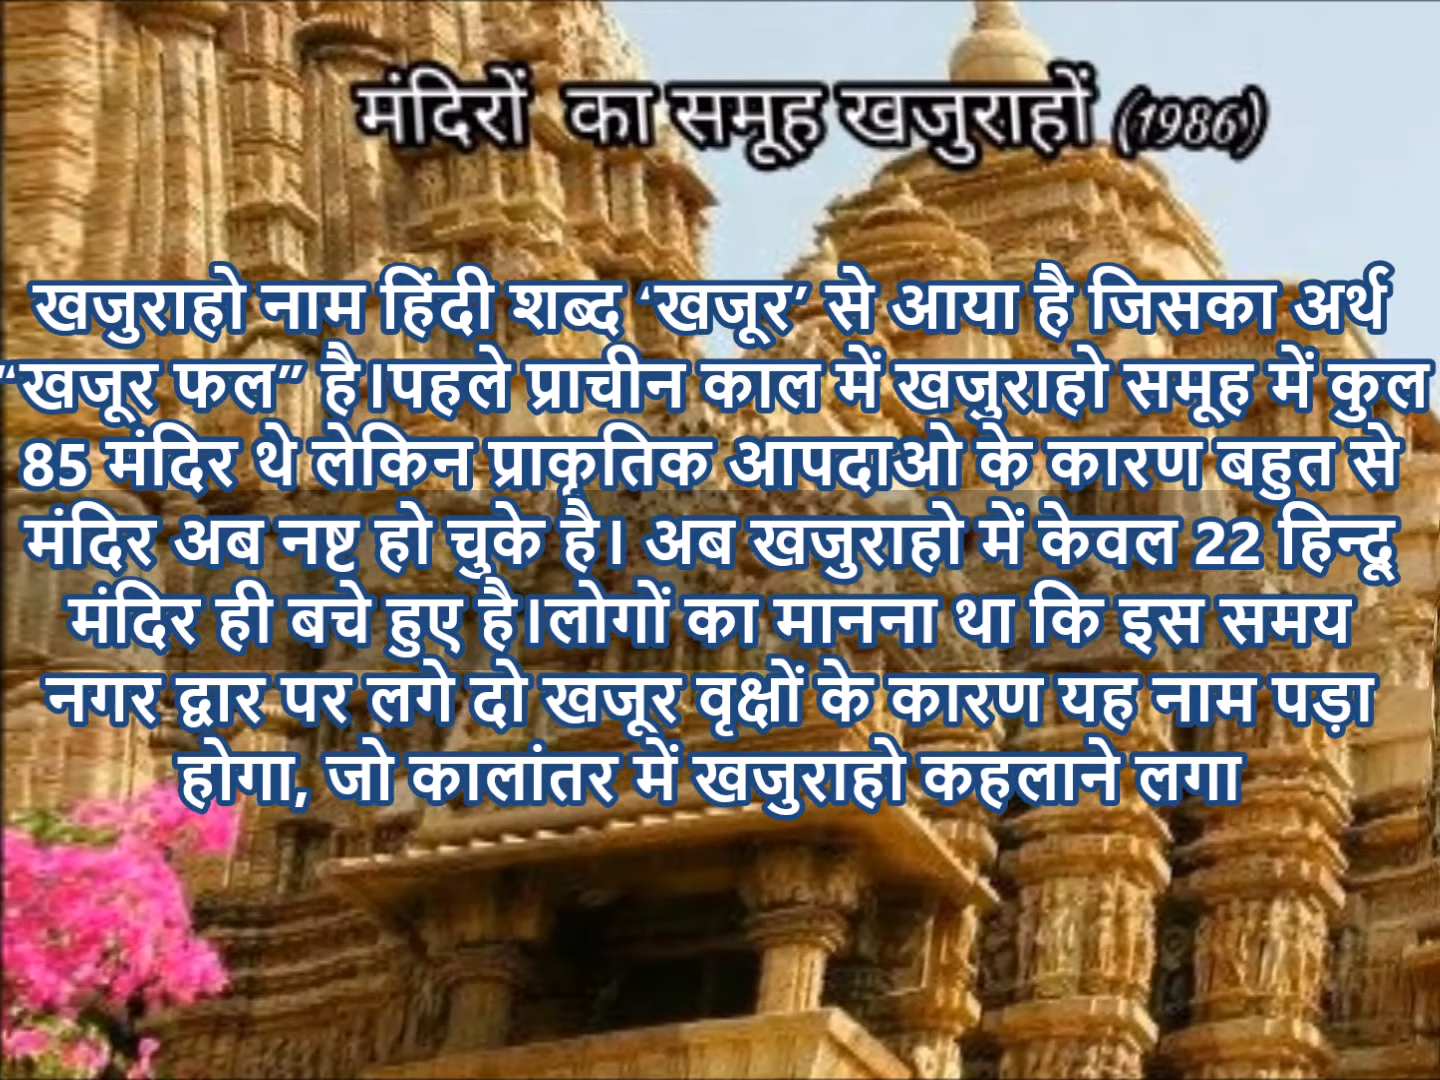 मंदिरों का समूह खजुराहों (1986)
खजुराहो नाम हिंदी शब्द ‘खजूर’ से आया है जिसका अर्थ
“खजूर फल” है।पहले प्राचीन काल में खजुराहो समूह में कुल
85 मंदिर थे लेकिन प्राकृतिक आपदाओ के कारण बहुत से
मंदिर अब नष्ट हो चुके है। अब खजुराहो में केवल 22 हिन्दू
मंदिर ही बचे हुए है।लोगों का मानना था कि इस समय
नगर द्वार पर लगे दो खजूर वृक्षों के कारण यह नाम पड़ा
होगा, जो कालांतर में खजुराहो कहलाने लगा